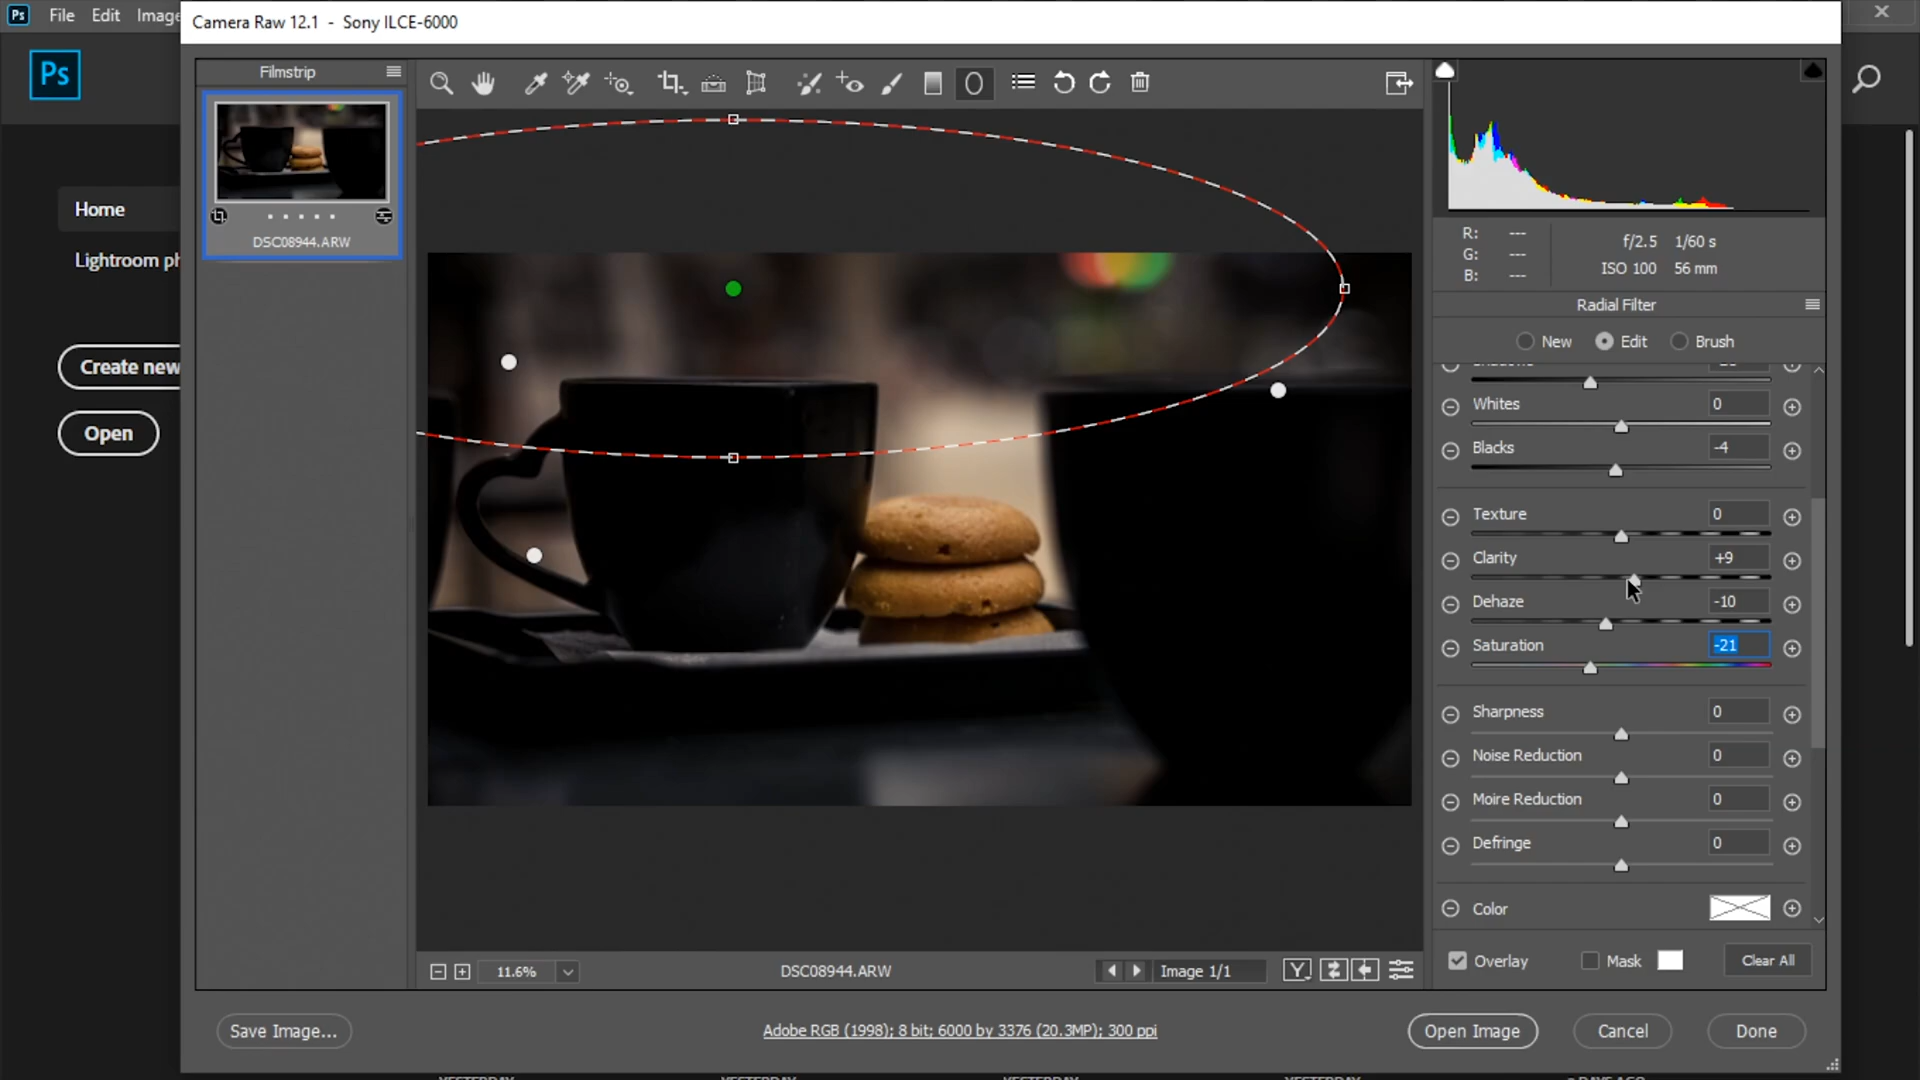 Ps File Edit Imag
Camera Raw 12.1 - Sony ILCE-6000
Ps
Filmstrip
DSC08944.ARW
Home
Lightroom ph
Create new
Open
R: ---
G: ---
B: ---
f/2.5 1/60 s
ISO 100 56 mm
Radial Filter
New Edit Brush
Whites 0
Blacks -4
Texture 0
Clarity +9
Dehaze -10
Saturation -21
Sharpness 0
Noise Reduction 0
Moire Reduction 0
Defringe 0
Color
Overlay Mask Clear All
11.6% DSC08944.ARW Image 1/1 Y
Save Image... Adobe RGB (1998); 8 bit; 6000 by 3376 (20.3MP); 300 ppi Open Image Cancel Done